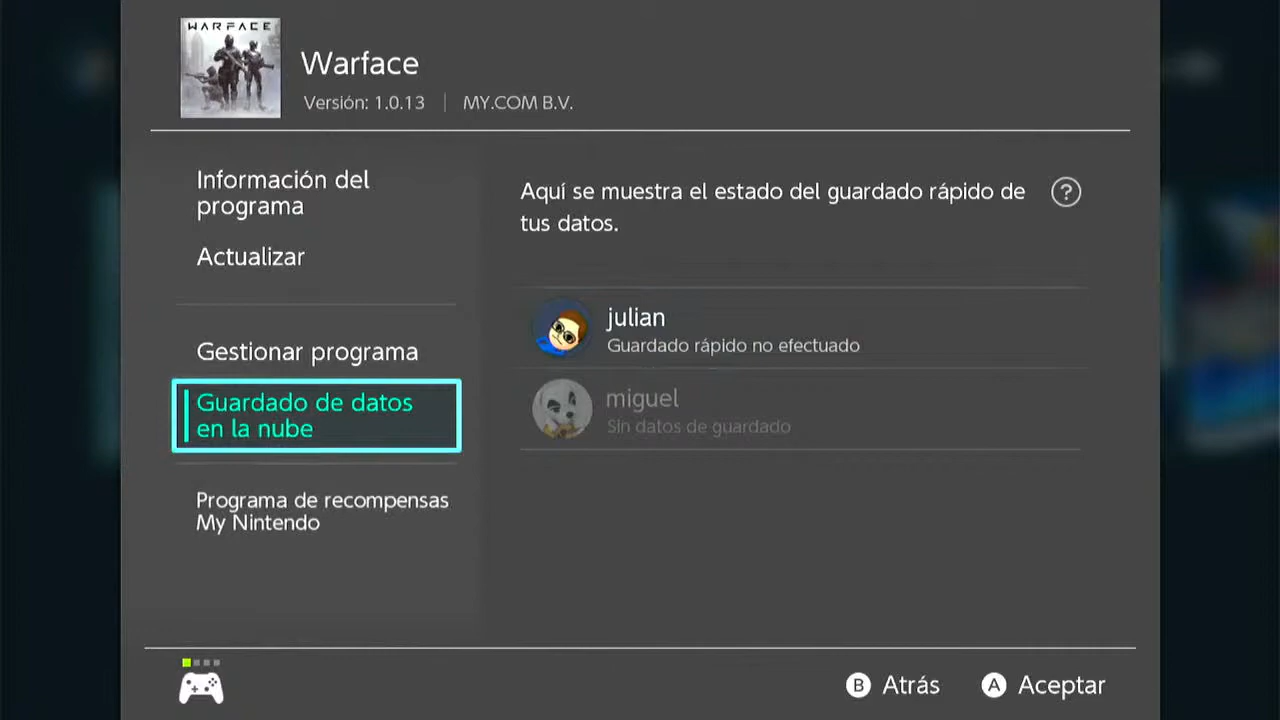 WARFACE
Warface
Versión: 1.0.13 | MY.COM B.V.
Información del
programa
Actualizar
Gestionar programa
Guardado de datos
en la nube
Programa de recompensas
My Nintendo
Aquí se muestra el estado del guardado rápido de
tus datos.
?
julian
Guardado rápido no efectuado
miguel
Sin datos de guardado
B Atrás
A Aceptar